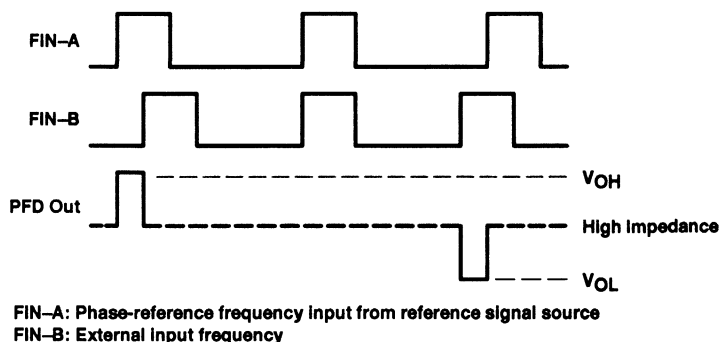 FIN–A
FIN–B
PFD Out
VOH
High Impedance
VOL
FIN–A: Phase-reference frequency input from reference signal source
FIN–B: External input frequency